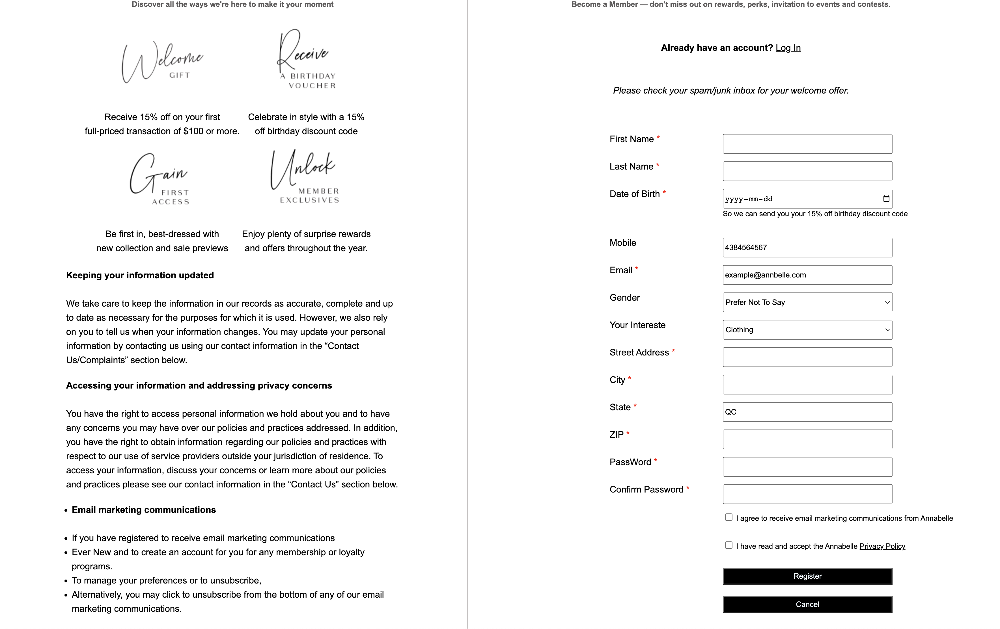 Discover all the ways we're here to make it your moment
Welcome
GIFT
Receive
A BIRTHDAY
VOUCHER
Receive 15% off on your first
full-priced transaction of $100 or more.
Celebrate in style with a 15%
off birthday discount code
Gain
FIRST
ACCESS
Unlock
MEMBER
EXCLUSIVES
Be first in, best-dressed with
new collection and sale previews
Enjoy plenty of surprise rewards
and offers throughout the year.
Keeping your information updated
We take care to keep the information in our records as accurate, complete and up
to date as necessary for the purposes for which it is used. However, we also rely
on you to tell us when your information changes. You may update your personal
information by contacting us using our contact information in the “Contact
Us/Complaints” section below.
Accessing your information and addressing privacy concerns
You have the right to access personal information we hold about you and to have
any concerns you may have over our policies and practices addressed. In addition,
you have the right to obtain information regarding our policies and practices with
respect to our use of service providers outside your jurisdiction of residence. To
access your information, discuss your concerns or learn more about our policies
and practices please see our contact information in the “Contact Us” section below.
• Email marketing communications
• If you have registered to receive email marketing communications
• Ever New and to create an account for you for any membership or loyalty
programs.
• To manage your preferences or to unsubscribe,
• Alternatively, you may click to unsubscribe from the bottom of any of our email
marketing communications.
Become a Member — don’t miss out on rewards, perks, invitation to events and contests.
Already have an account? Log In
Please check your spam/junk inbox for your welcome offer.
First Name *
Last Name *
Date of Birth * yyyy-mm-dd
So we can send you your 15% off birthday discount code
Mobile 4384564567
Email * example@annbelle.com
Gender Prefer Not To Say
Your Intereste Clothing
Street Address *
City *
State * QC
ZIP *
PassWord *
Confirm Password *
I agree to receive email marketing communications from Annabelle
I have read and accept the Annabelle Privacy Policy
Register
Cancel